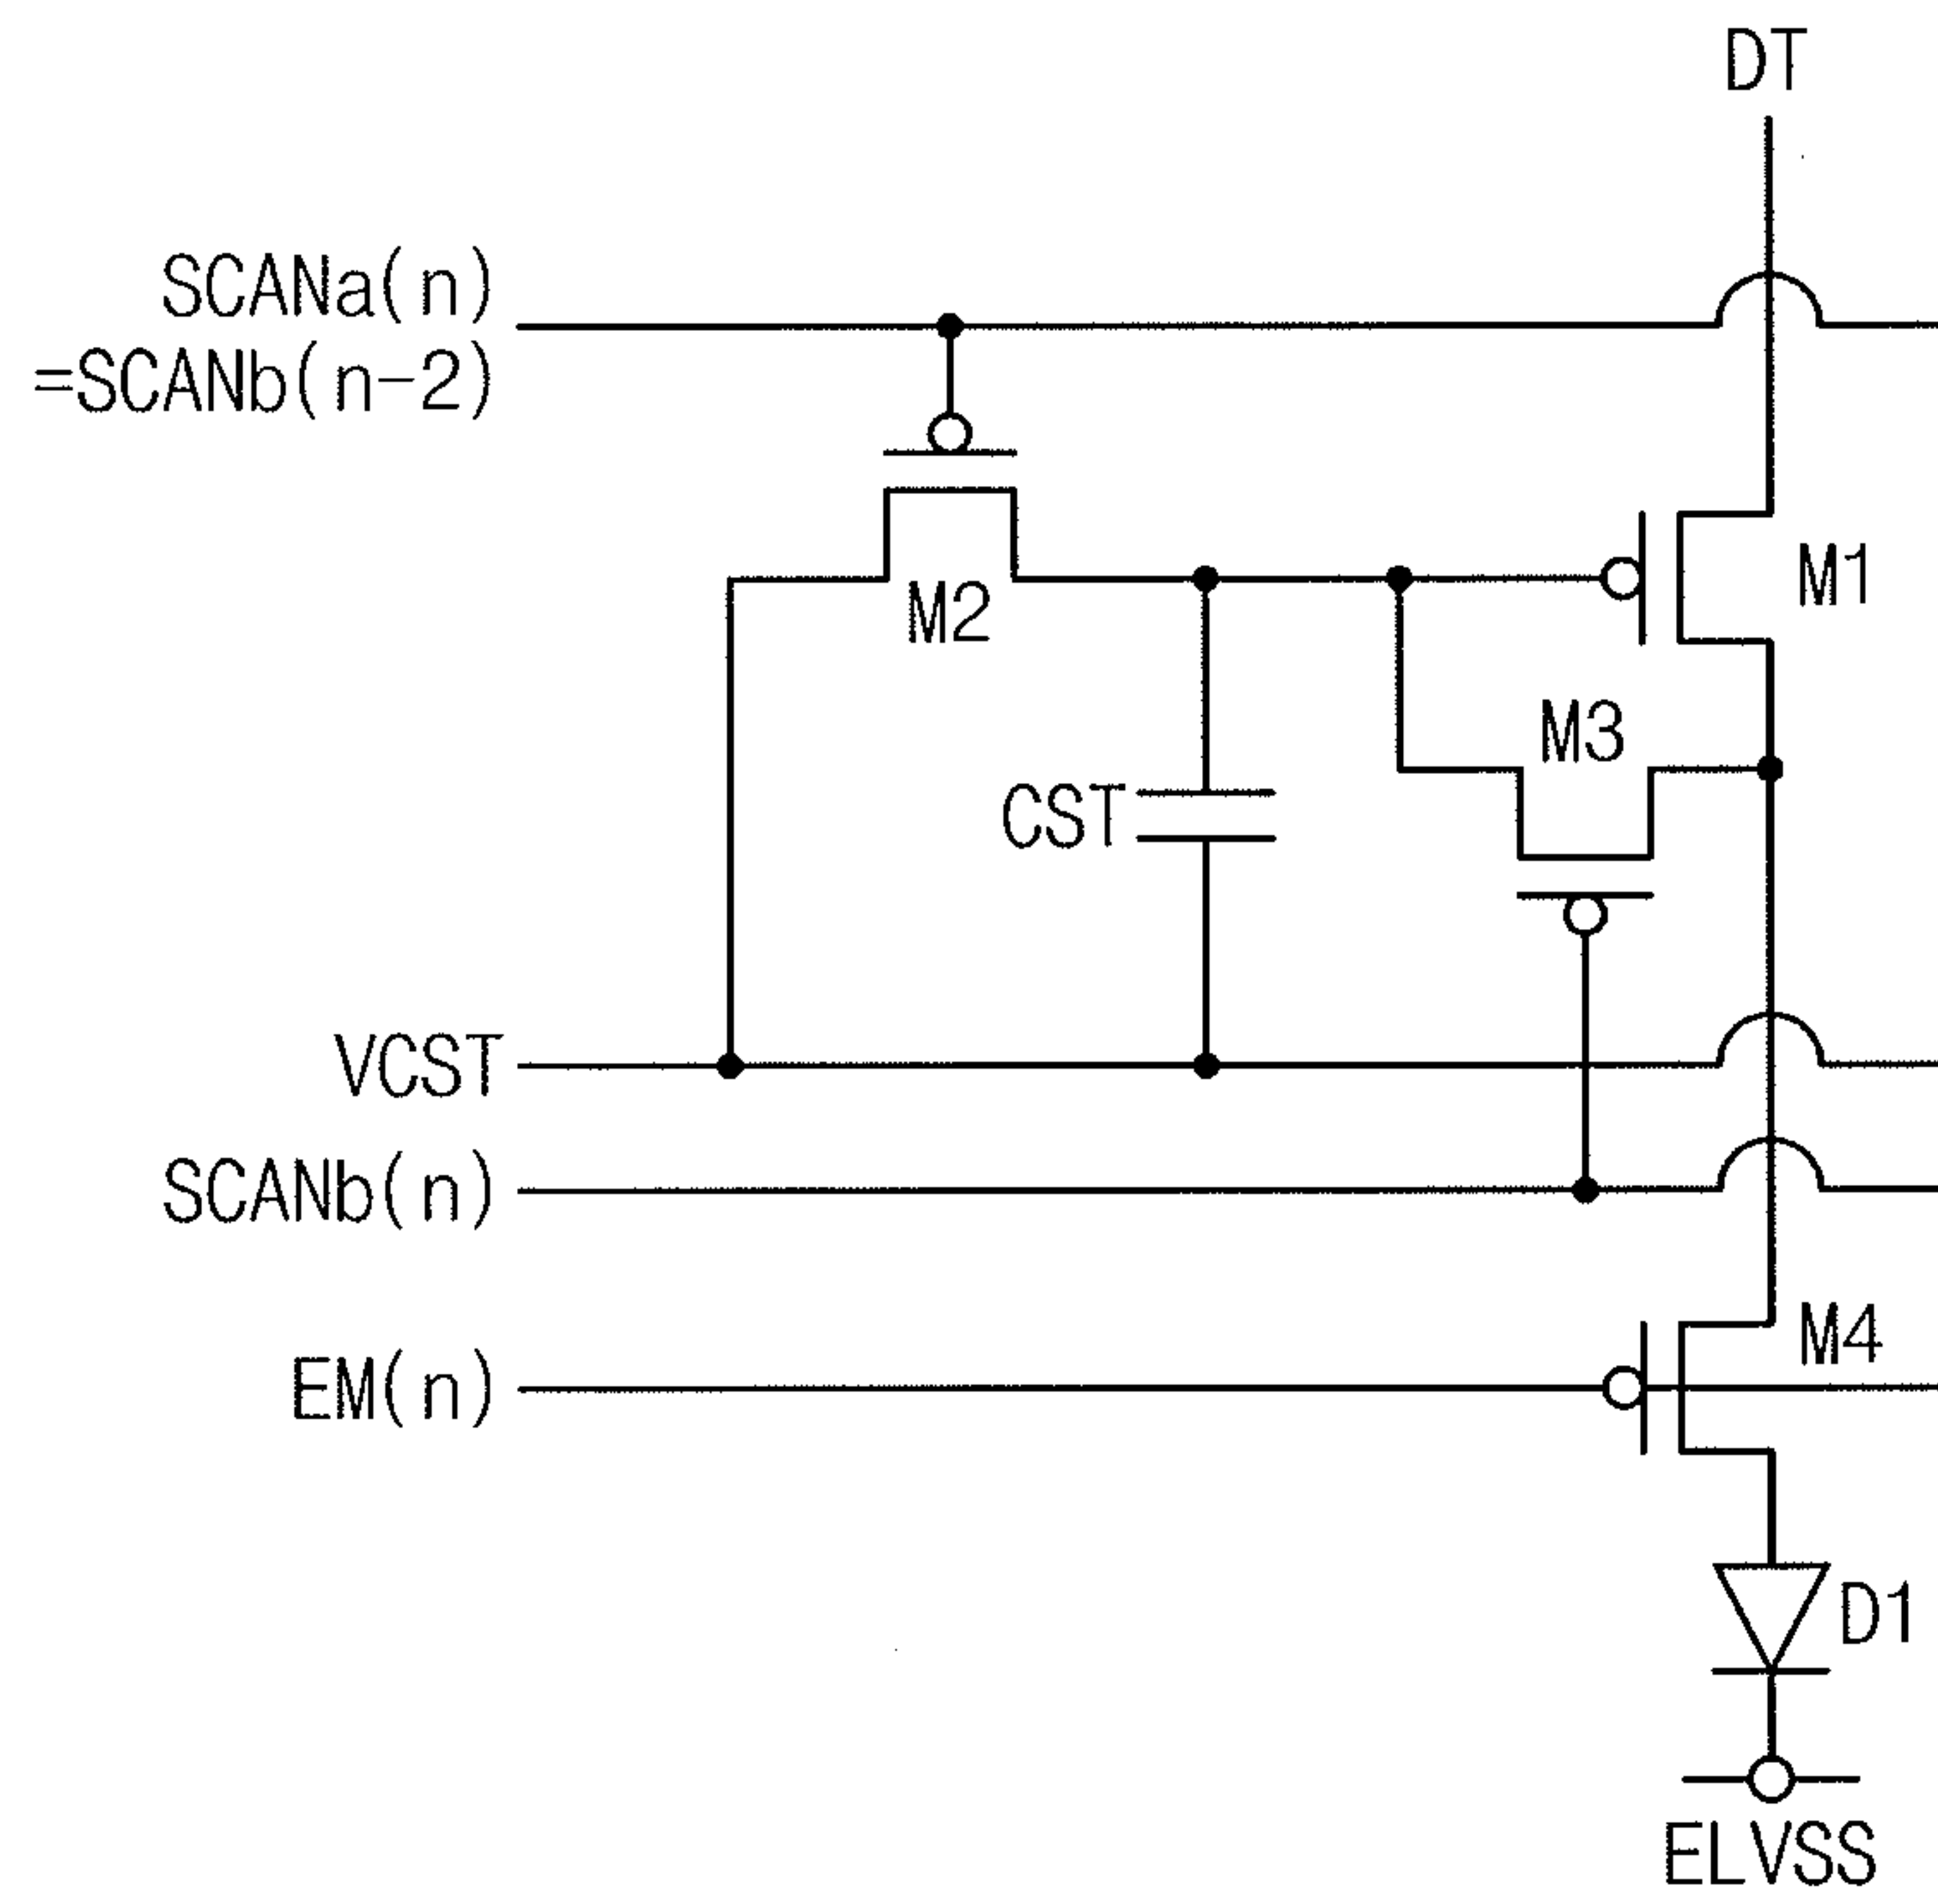 DT
SCANa(n)
=SCANb(n-2)
M2
M1
M3
CST
VCST
SCANb(n)
M4
EM(n)
D1
ELVSS